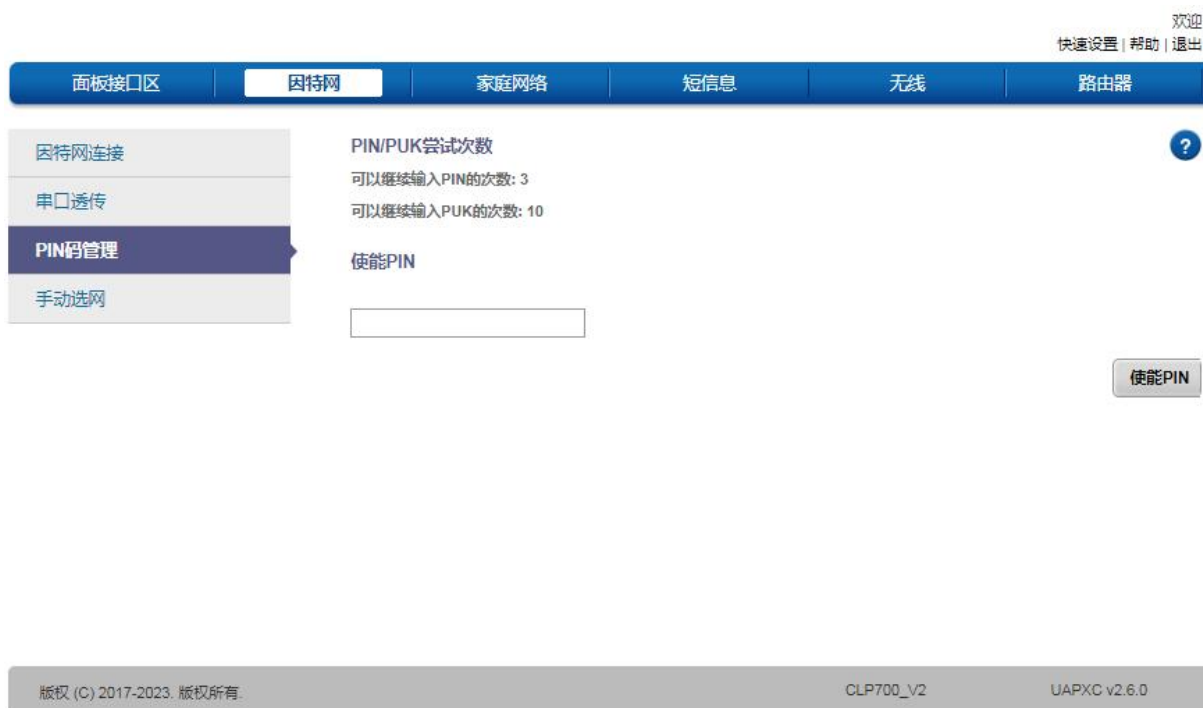 欢迎
快速设置 | 帮助 | 退出
面板接口区 因特网 家庭网络 短信息 无线 路由器
因特网连接
串口透传
PIN码管理
手动选网
PIN/PUK尝试次数
?
可以继续输入PIN的次数: 3
可以继续输入PUK的次数: 10
使能PIN
使能PIN
版权 (C) 2017-2023. 版权所有. CLP700_V2 UAPXC v2.6.0